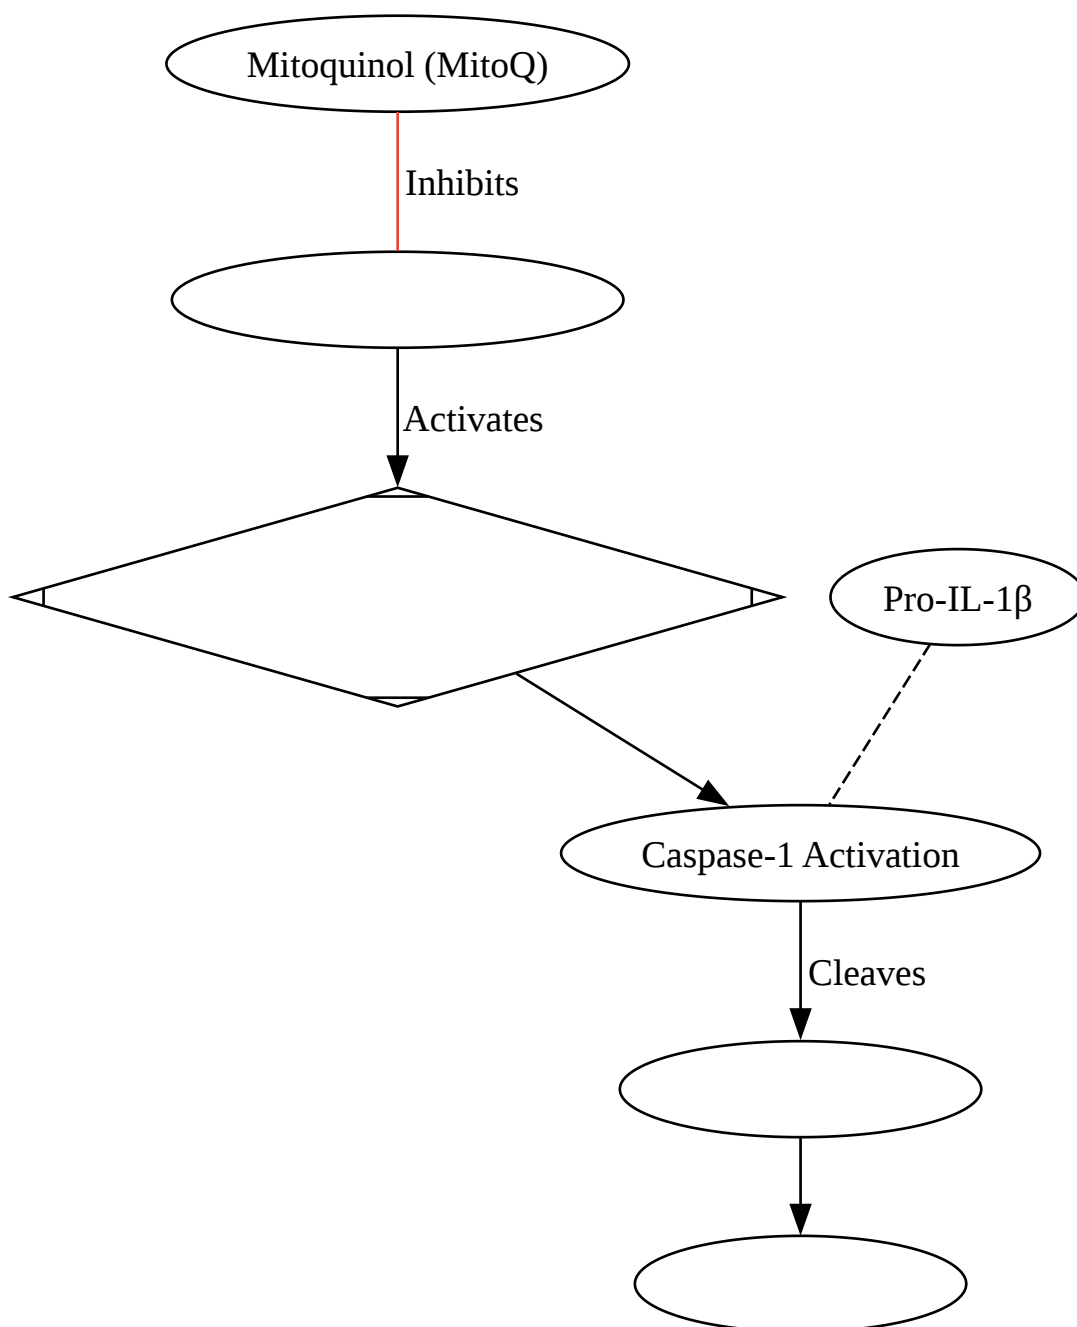 Mitoquinol (MitoQ)
Inhibits
Activates
Pro-IL-1β
Caspase-1 Activation
Cleaves